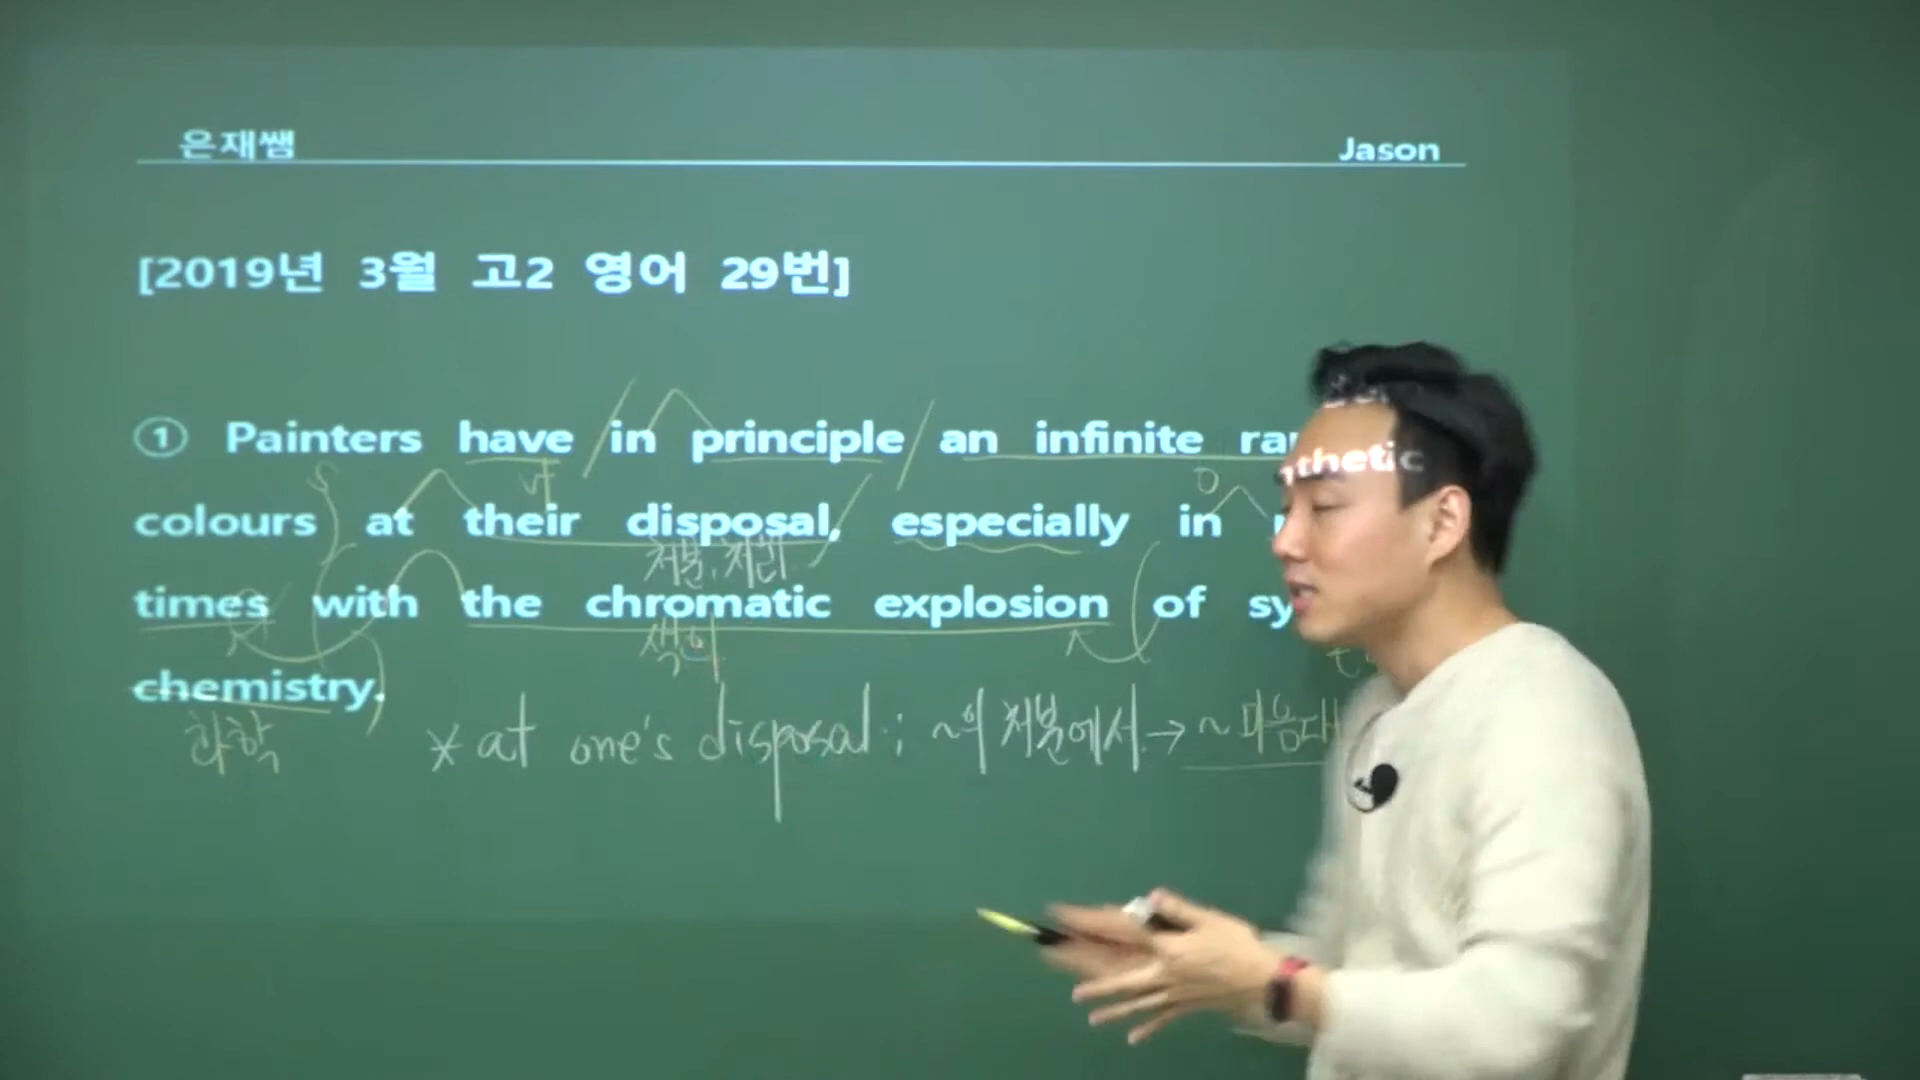 은재쌤 Jason
[2019년 3월 고2 영어 29번]
① Painters have in principle an infinite
colours at their disposal, especially in
처분, 처리
times with the chromatic explosion of
색의
chemistry.
화학
* at one's disposal ; ~의 처분에서 → ~마음대
thetic